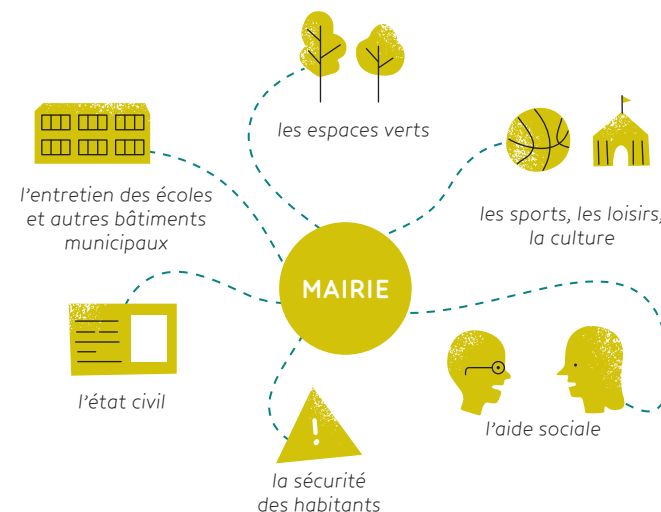 les espaces verts
l'entretien des écoles
et autres bâtiments
municipaux
les sports, les loisirs,
la culture
MAIRIE
l'état civil
l'aide sociale
!
la sécurité
des habitants